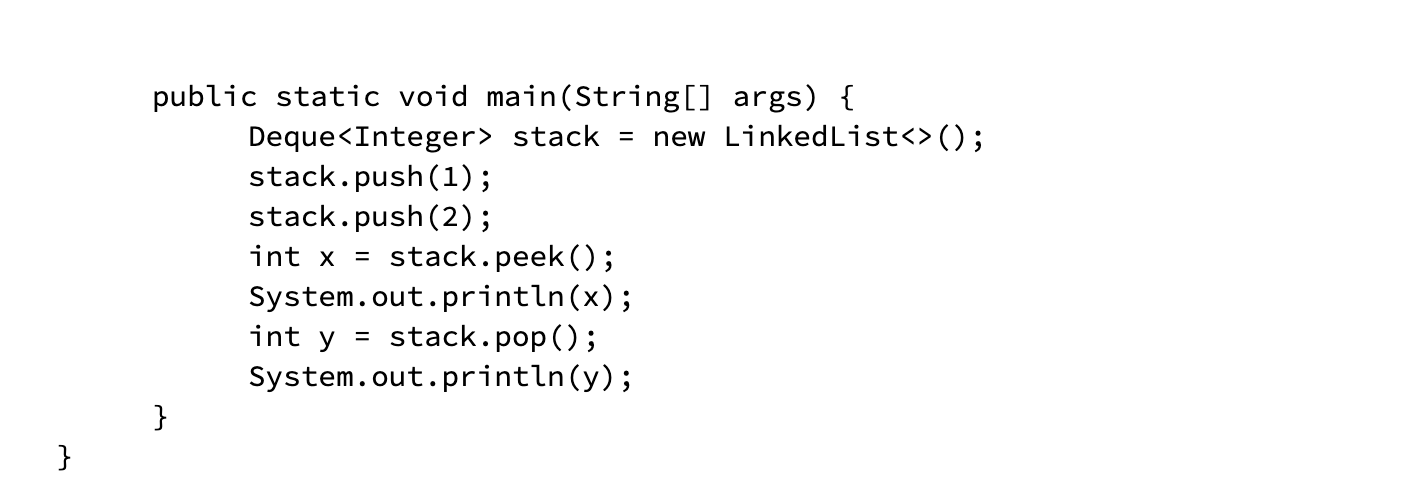 public static void main(String[] args) {
Deque<Integer> stack = new LinkedList<>();
stack.push(1);
stack.push(2);
int x = stack.peek();
System.out.println(x);
int y = stack.pop();
System.out.println(y);
}
}